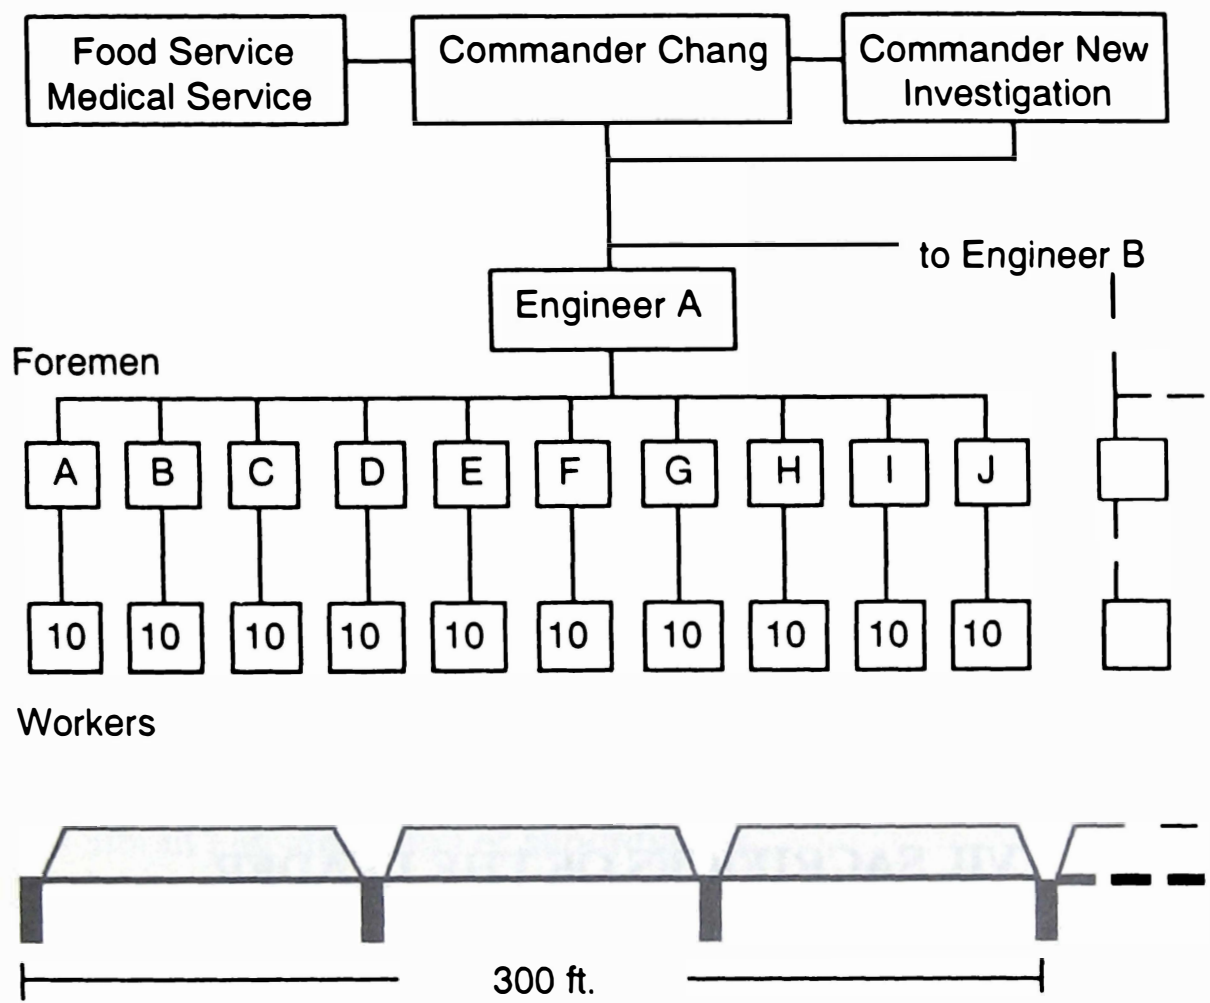 Food Service
Medical Service
Commander Chang
Commander New
Investigation
to Engineer B
Engineer A
Foremen
A B C D E F G H I J
10 10 10 10 10 10 10 10 10 10
Workers
300 ft.